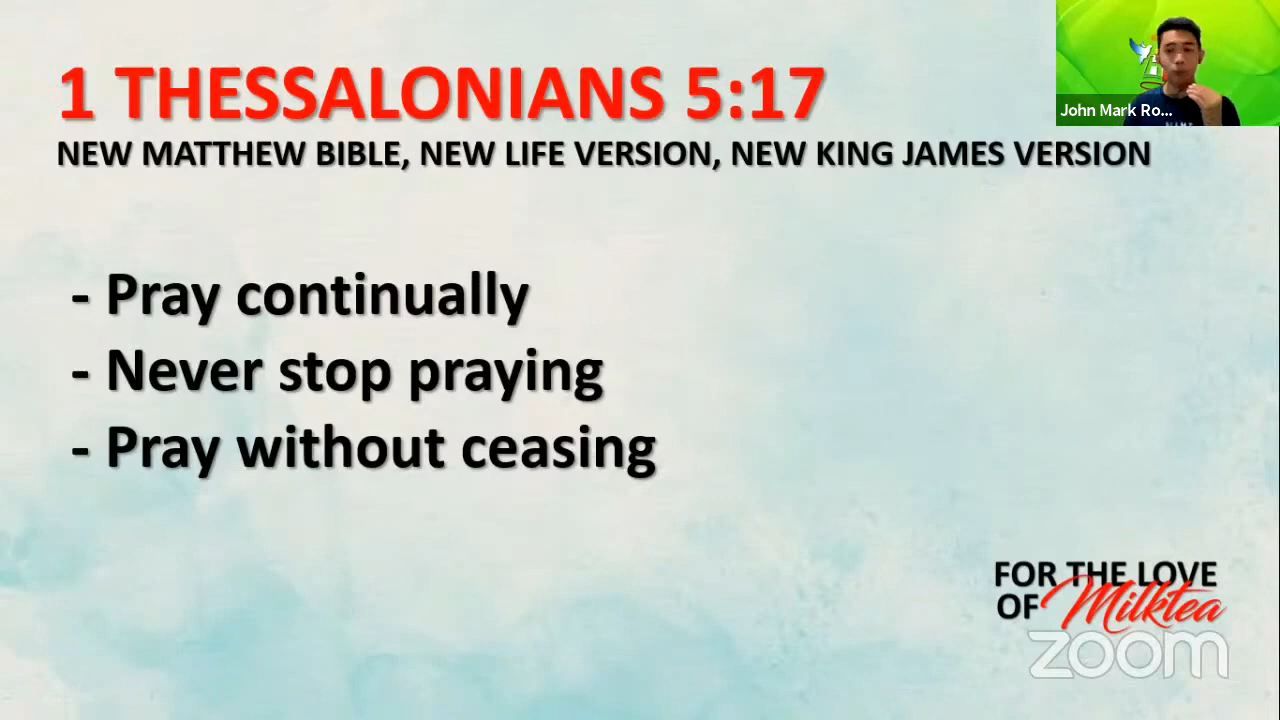 1 THESSALONIANS 5:17
NEW MATTHEW BIBLE, NEW LIFE VERSION, NEW KING JAMES VERSION
- Pray continually
- Never stop praying
- Pray without ceasing
John Mark Ro...
FOR THE LOVE
OF Milktea
zoom